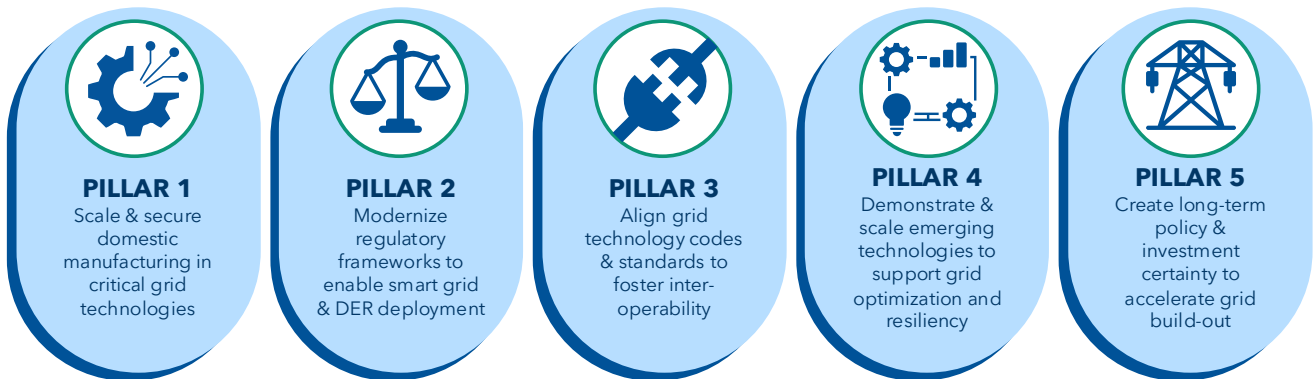 PILLAR 1
Scale & secure
domestic
manufacturing in
critical grid
technologies
PILLAR 2
Modernize
regulatory
frameworks to
enable smart grid
& DER deployment
PILLAR 3
Align grid
technology codes
& standards to
foster inter-
operability
PILLAR 4
Demonstrate &
scale emerging
technologies to
support grid
optimization and
resiliency
PILLAR 5
Create long-term
policy &
investment
certainty to
accelerate grid
build-out